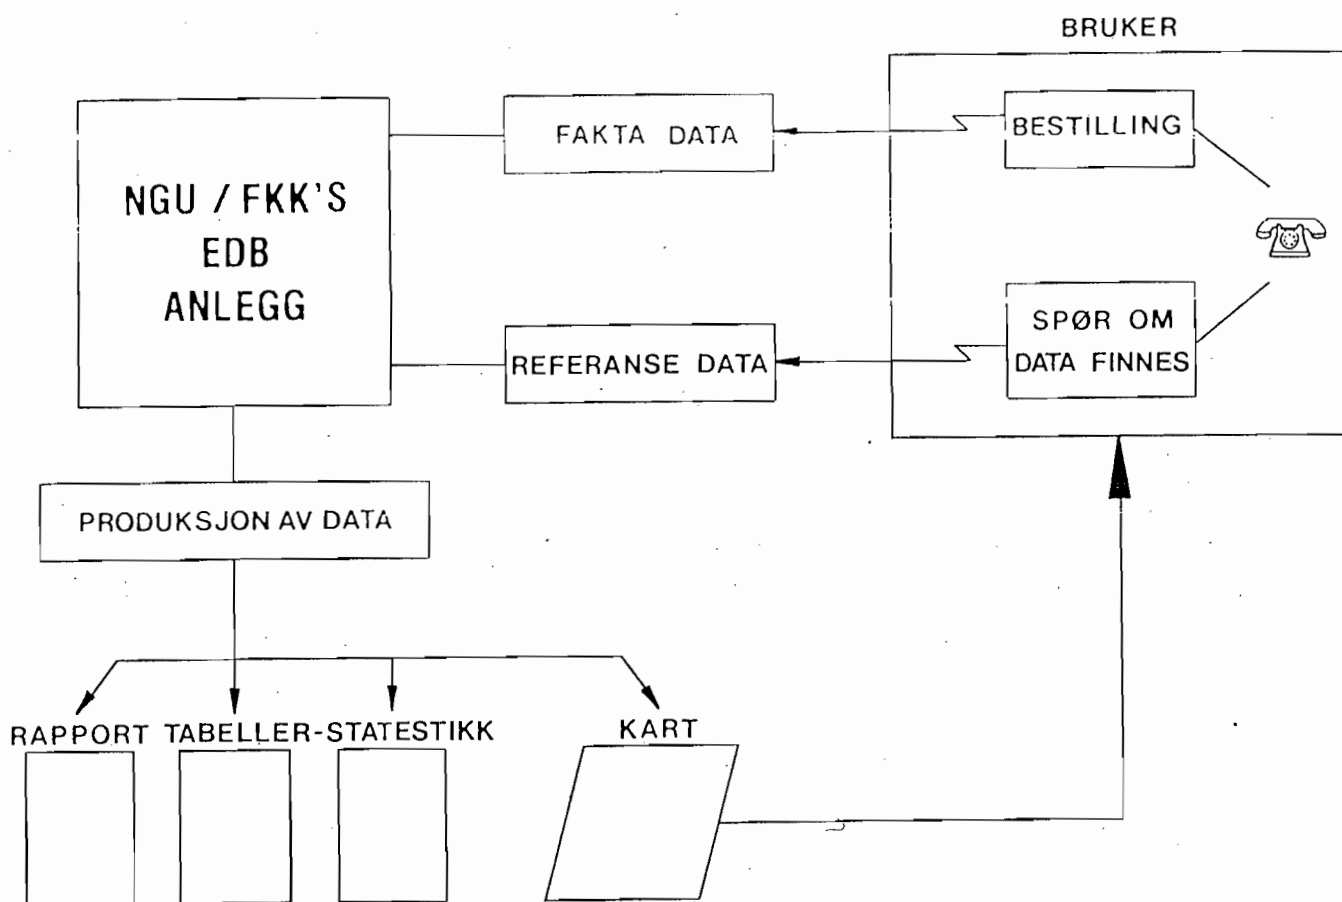 BRUKER
FAKTA DATA
BESTILLING
NGU / FKK'S
EDB
ANLEGG
REFERANSE DATA
SPØR OM
DATA FINNES
PRODUKSJON AV DATA
RAPPORT TABELLER-STATESTIKK KART